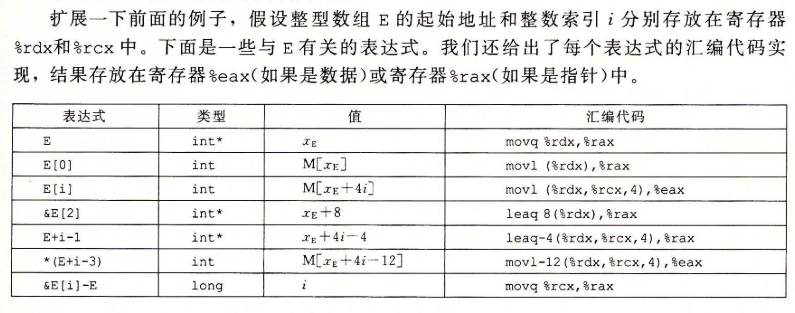 扩展一下前面的例子，假设整型数组 E 的起始地址和整数索引 i 分别存放在寄存器
%rdx和%rcx 中。下面是一些与 E 有关的表达式。我们还给出了每个表达式的汇编代码实
现，结果存放在寄存器%eax(如果是数据)或寄存器%rax(如果是指针)中。
表达式 类型 值 汇编代码
E int* xE movq %rdx,%rax
E[0] int M[xE] movl (%rdx),%rax
E[i] int M[xE+4i] movl (%rdx,%rcx,4),%eax
&E[2] int* xE+8 leaq 8(%rdx),%rax
E+i-1 int* xE+4i-4 leaq-4(%rdx,%rcx,4),%rax
*(E+i-3) int M[xE+4i-12] movl-12(%rdx,%rcx,4),%eax
&E[i]-E long i movq %rcx,%rax